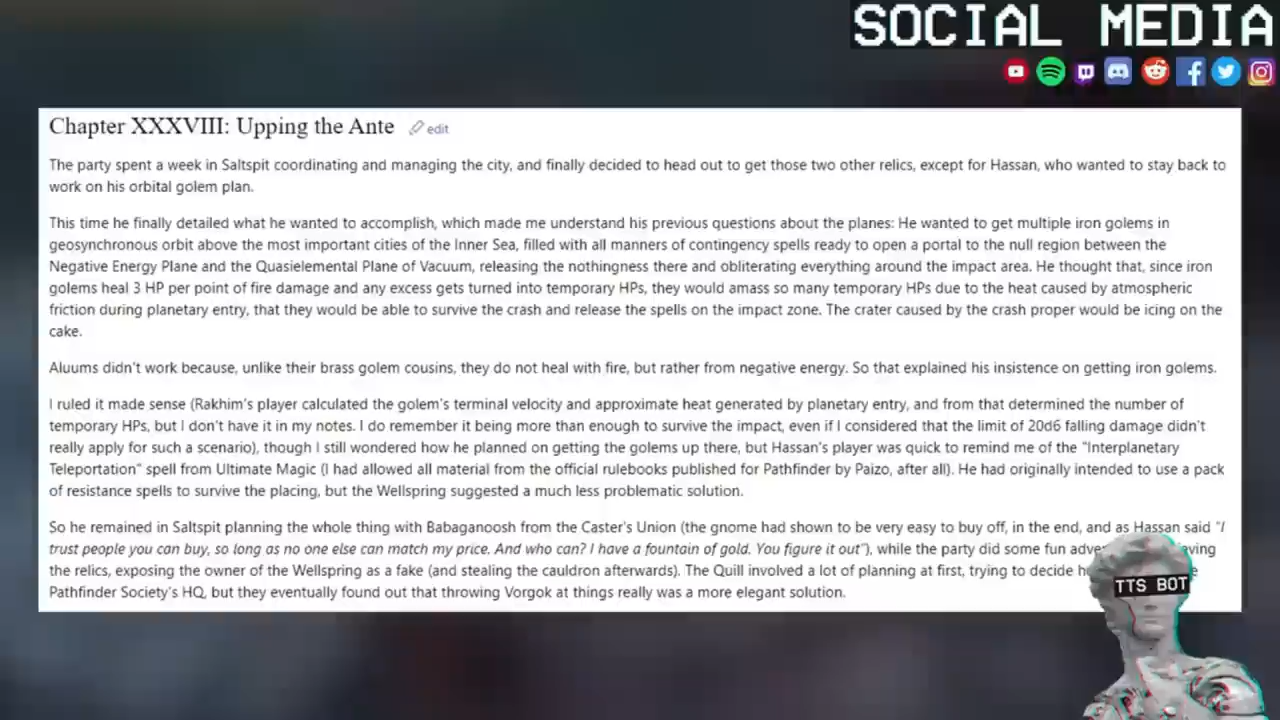 SOCIAL MEDIA
Chapter XXXVIII: Upping the Ante edit
The party spent a week in Saltspit coordinating and managing the city, and finally decided to head out to get those two other relics, except for Hassan, who wanted to stay back to
work on his orbital golem plan.
This time he finally detailed what he wanted to accomplish, which made me understand his previous questions about the planes: He wanted to get multiple iron golems in
geosynchronous orbit above the most important cities of the Inner Sea, filled with all manners of contingency spells ready to open a portal to the null region between the
Negative Energy Plane and the Quasielemental Plane of Vacuum, releasing the nothingness there and obliterating everything around the impact area. He thought that, since iron
golems heal 3 HP per point of fire damage and any excess gets turned into temporary HPs, they would amass so many temporary HPs due to the heat caused by atmospheric
friction during planetary entry, that they would be able to survive the crash and release the spells on the impact zone. The crater caused by the crash proper would be icing on the
cake.
Aluums didn't work because, unlike their brass golem cousins, they do not heal with fire, but rather from negative energy. So that explained his insistence on getting iron golems.
I ruled it made sense (Rakhim's player calculated the golem's terminal velocity and approximate heat generated by planetary entry, and from that determined the number of
temporary HPs, but I don't have it in my notes. I do remember it being more than enough to survive the impact, even if I considered that the limit of 20d6 falling damage didn't
really apply for such a scenario), though I still wondered how he planned on getting the golems up there, but Hassan's player was quick to remind me of the "Interplanetary
Teleportation" spell from Ultimate Magic (I had allowed all material from the official rulebooks published for Pathfinder by Paizo, after all). He had originally intended to use a pack
of resistance spells to survive the placing, but the Wellspring suggested a much less problematic solution.
So he remained in Saltspit planning the whole thing with Babaganoosh from the Caster's Union (the gnome had shown to be very easy to buy off, in the end, and as Hassan said "I
trust people you can buy, so long as no one else can match my price. And who can? I have a fountain of gold. You figure it out"), while the party did some fun
the relics, exposing the owner of the Wellspring as a fake (and stealing the cauldron afterwards). The Quill involved a lot of planning at first, trying to decide
Pathfinder Society's HQ, but they eventually found out that throwing Vorgok at things really was a more elegant solution.
TTS BOT